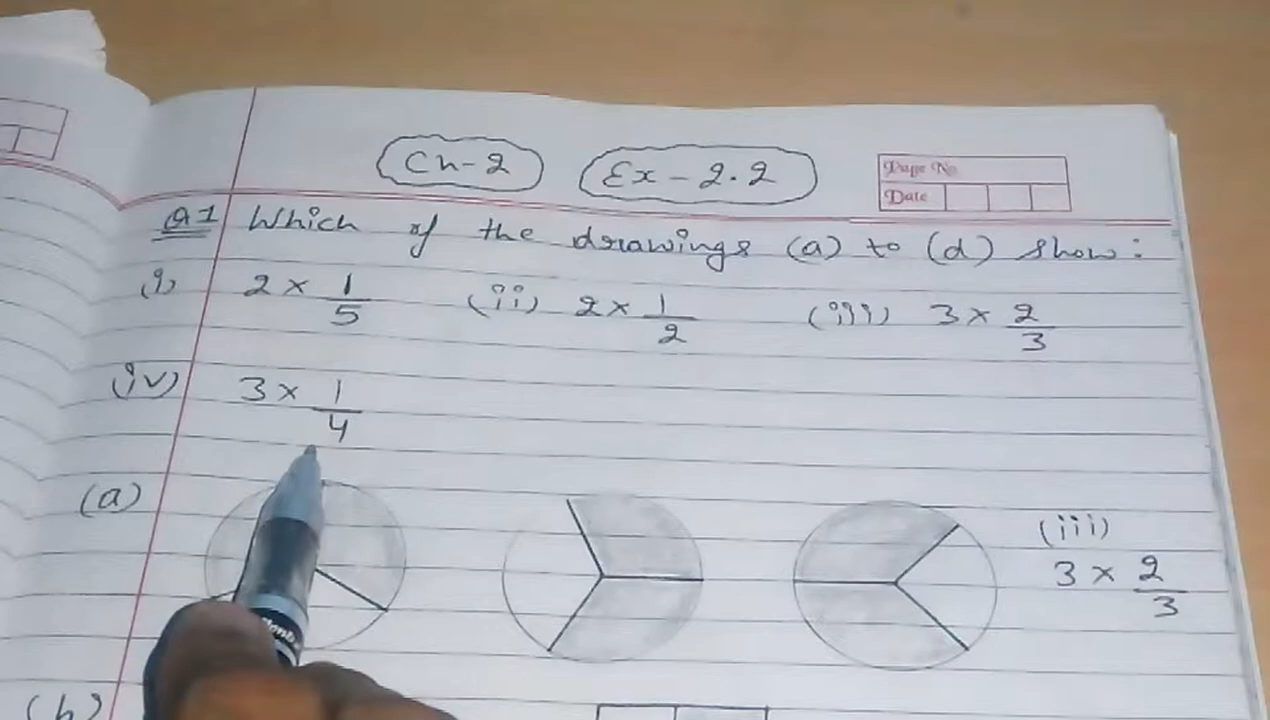 Ch-2 Ex-2.2
Page No.
Date
Q1 Which of the drawings (a) to (d) show:
(i) 2 × 1/5 (ii) 2 × 1/2 (iii) 3 × 2/3
(iv) 3 × 1/4
(a) (iii)
3 × 2/3
(b)